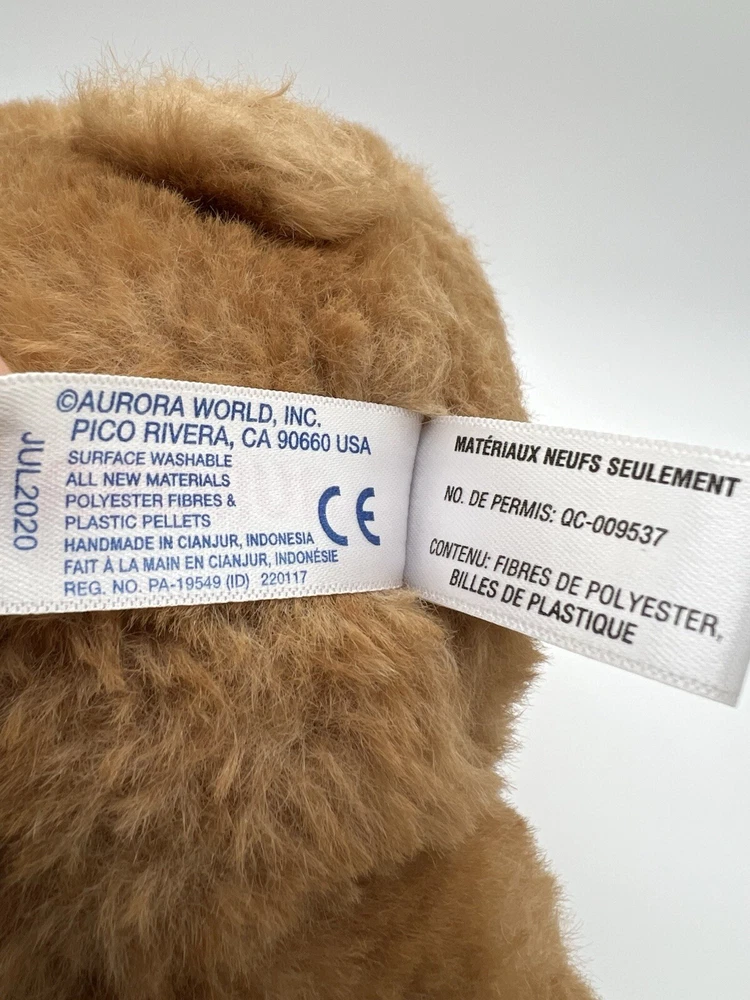 ©AURORA WORLD, INC.
PICO RIVERA, CA 90660 USA
SURFACE WASHABLE
ALL NEW MATERIALS
POLYESTER FIBRES &
PLASTIC PELLETS
HANDMADE IN CIANJUR, INDONESIA
FAIT À LA MAIN EN CIANJUR, INDONÉSIE
REG. NO. PA-19549 (ID) 220117
CE
JUL2020
MATÉRIAUX NEUFS SEULEMENT
NO. DE PERMIS: QC-009537
CONTENU: FIBRES DE POLYESTER,
BILLES DE PLASTIQUE